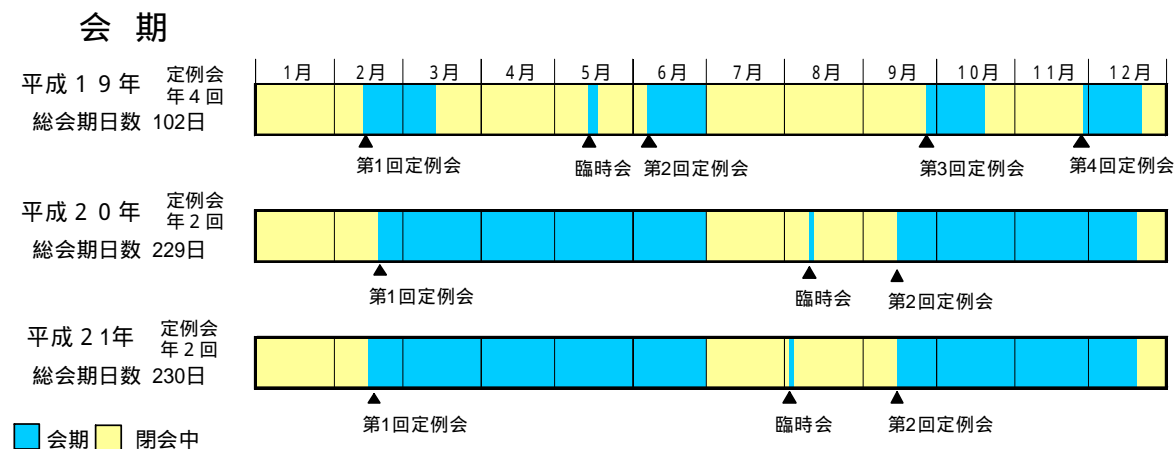 会 期
平成19年 定例会 年4回
総会期日数 102日
1月 2月 3月 4月 5月 6月 7月 8月 9月 10月 11月 12月
第1回定例会 臨時会 第2回定例会 第3回定例会 第4回定例会
平成20年 定例会 年2回
総会期日数 229日
第1回定例会 臨時会 第2回定例会
平成21年 定例会 年2回
総会期日数 230日
第1回定例会 臨時会 第2回定例会
会期 閉会中